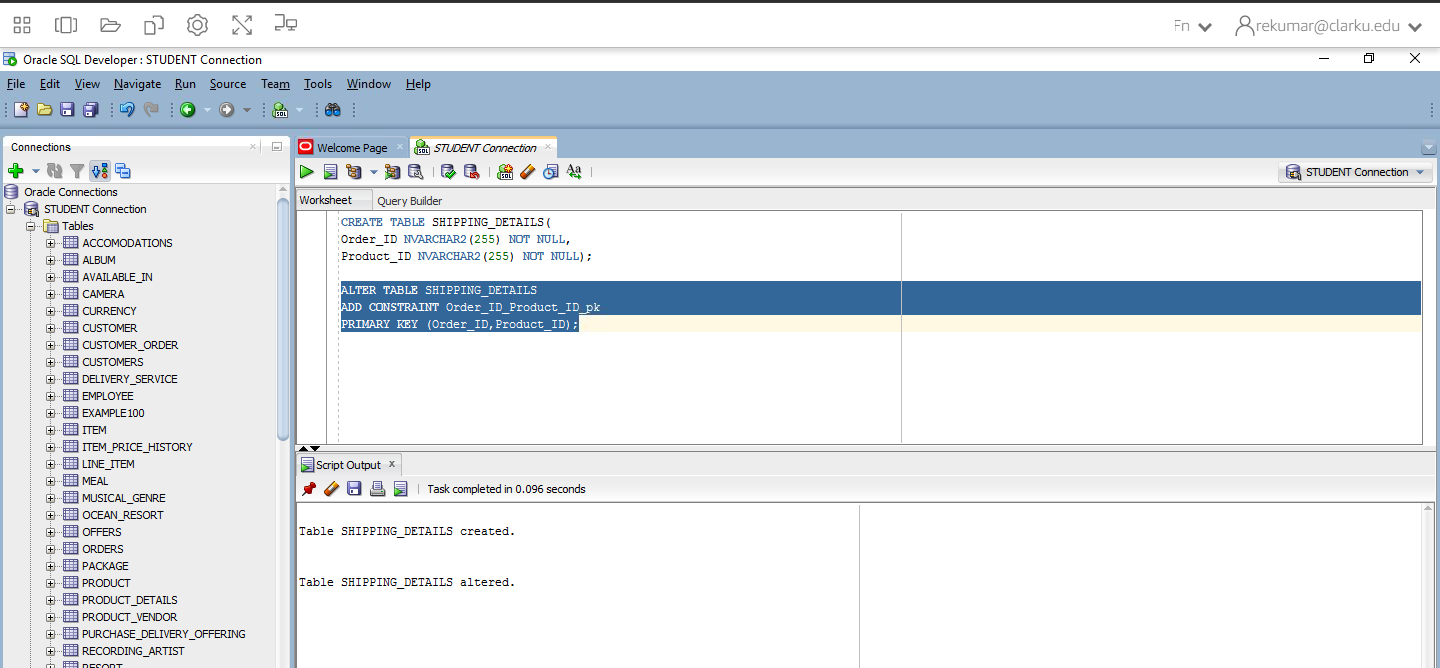 Fn rekumar@clarku.edu
Oracle SQL Developer : STUDENT Connection
File Edit View Navigate Run Source Team Tools Window Help
Connections
Oracle Connections
STUDENT Connection
Tables
ACCOMODATIONS
ALBUM
AVAILABLE_IN
CAMERA
CURRENCY
CUSTOMER
CUSTOMER_ORDER
CUSTOMERS
DELIVERY_SERVICE
EMPLOYEE
EXAMPLE100
ITEM
ITEM_PRICE_HISTORY
LINE_ITEM
MEAL
MUSICAL_GENRE
OCEAN_RESORT
OFFERS
ORDERS
PACKAGE
PRODUCT
PRODUCT_DETAILS
PRODUCT_VENDOR
PURCHASE_DELIVERY_OFFERING
RECORDING_ARTIST
RESORT
Welcome Page STUDENT Connection
STUDENT Connection
Worksheet Query Builder
CREATE TABLE SHIPPING_DETAILS(
Order_ID NVARCHAR2(255) NOT NULL,
Product_ID NVARCHAR2(255) NOT NULL);
ALTER TABLE SHIPPING_DETAILS
ADD CONSTRAINT Order_ID_Product_ID_pk
PRIMARY KEY (Order_ID,Product_ID);
Script Output
Task completed in 0.096 seconds
Table SHIPPING_DETAILS created.
Table SHIPPING_DETAILS altered.